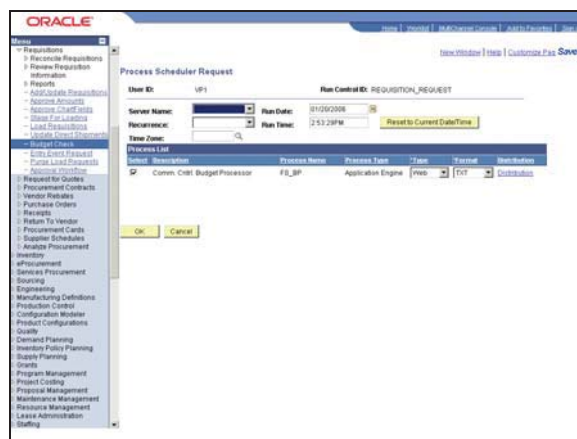 ORACLE
Home | Worklist | MultiChannel Console | Add to Favorites | Sign
Menu
Requisitions
Reconcile Requisitions
Review Requisition Information
Reports
Add/Update Requisitions
Approve Amounts
Approve ChartFields
Stage For Loading
Load Requisitions
Update Direct Shipments
Budget Check
Entry Event Request
Purge Load Requests
Approval Workflow
Request for Quotes
Procurement Contracts
Vendor Rebates
Purchase Orders
Receipts
Return To Vendor
Procurement Cards
Supplier Schedules
Analyze Procurement
Inventory
eProcurement
Services Procurement
Sourcing
Engineering
Manufacturing Definitions
Production Control
Configuration Modeler
Product Configurations
Quality
Demand Planning
Inventory Policy Planning
Supply Planning
Grants
Program Management
Project Costing
Proposal Management
Maintenance Management
Resource Management
Lease Administration
Staffing
New Window | Help | Customize Pag Save
Process Scheduler Request
User ID: VP1 Run Control ID: REQUISITION_REQUEST
Server Name: Run Date: 01/20/2006
Recurrence: Run Time: 2:53:29PM Reset to Current Date/Time
Time Zone:
Process List
Select Description Process Name Process Type *Type *Format Distribution
Comm. Cntrl. Budget Processor FS_BP Application Engine Web TXT Distribution
OK Cancel